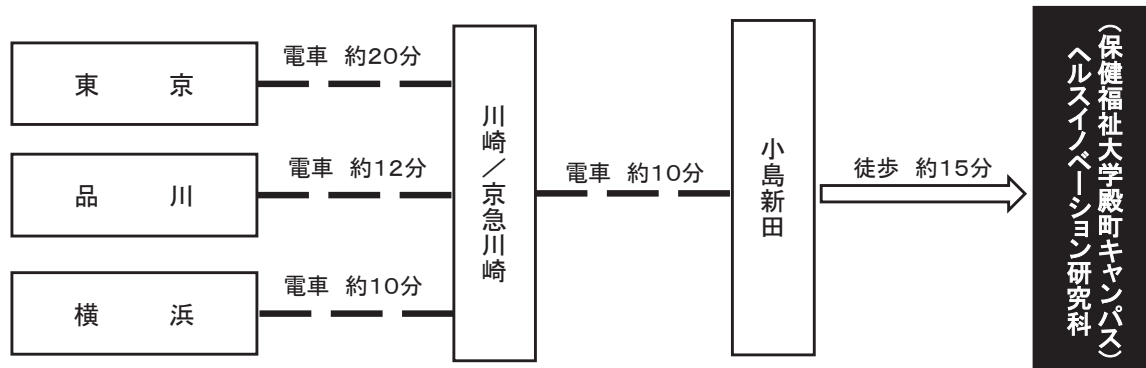 東　京
電車 約20分
品　川
電車 約12分
横　浜
電車 約10分
川崎／京急川崎
電車 約10分
小島新田
徒歩 約15分
（保健福祉大学殿町キャンパス）
ヘルスイノベーション研究科